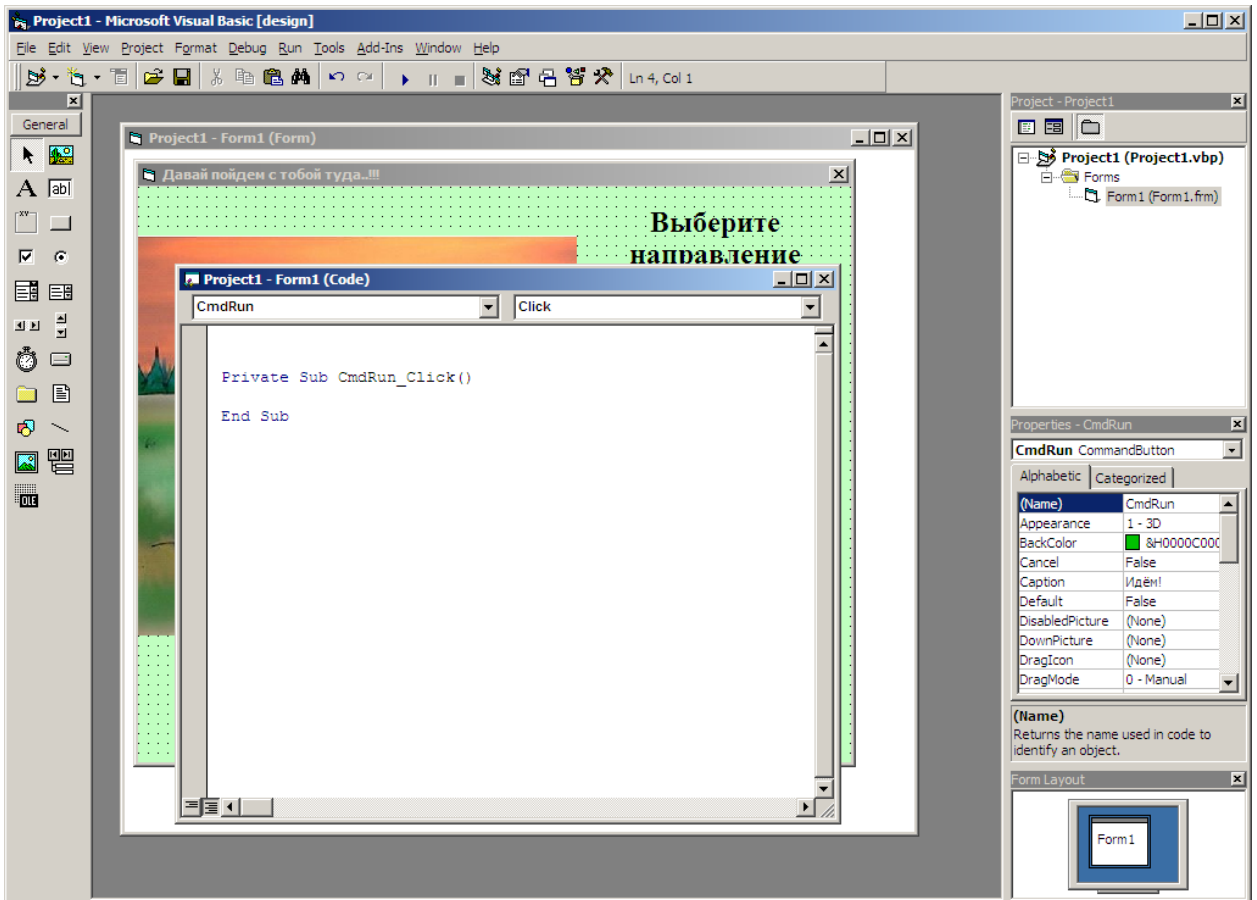 Project1 - Microsoft Visual Basic [design]
File Edit View Project Format Debug Run Tools Add-Ins Window Help
Ln 4, Col 1
General
A ab|
XY
OLE
Project1 - Form1 (Form)
Давай пойдем с тобой туда..!!!
Выберите
направление
Project1 - Form1 (Code)
CmdRun Click
Private Sub CmdRun_Click()
End Sub
Project - Project1
Project1 (Project1.vbp)
Forms
Form1 (Form1.frm)
Properties - CmdRun
CmdRun CommandButton
Alphabetic Categorized
(Name) CmdRun
Appearance 1 - 3D
BackColor &H0000C000
Cancel False
Caption Идём!
Default False
DisabledPicture (None)
DownPicture (None)
DragIcon (None)
DragMode 0 - Manual
(Name)
Returns the name used in code to
identify an object.
Form Layout
Form1